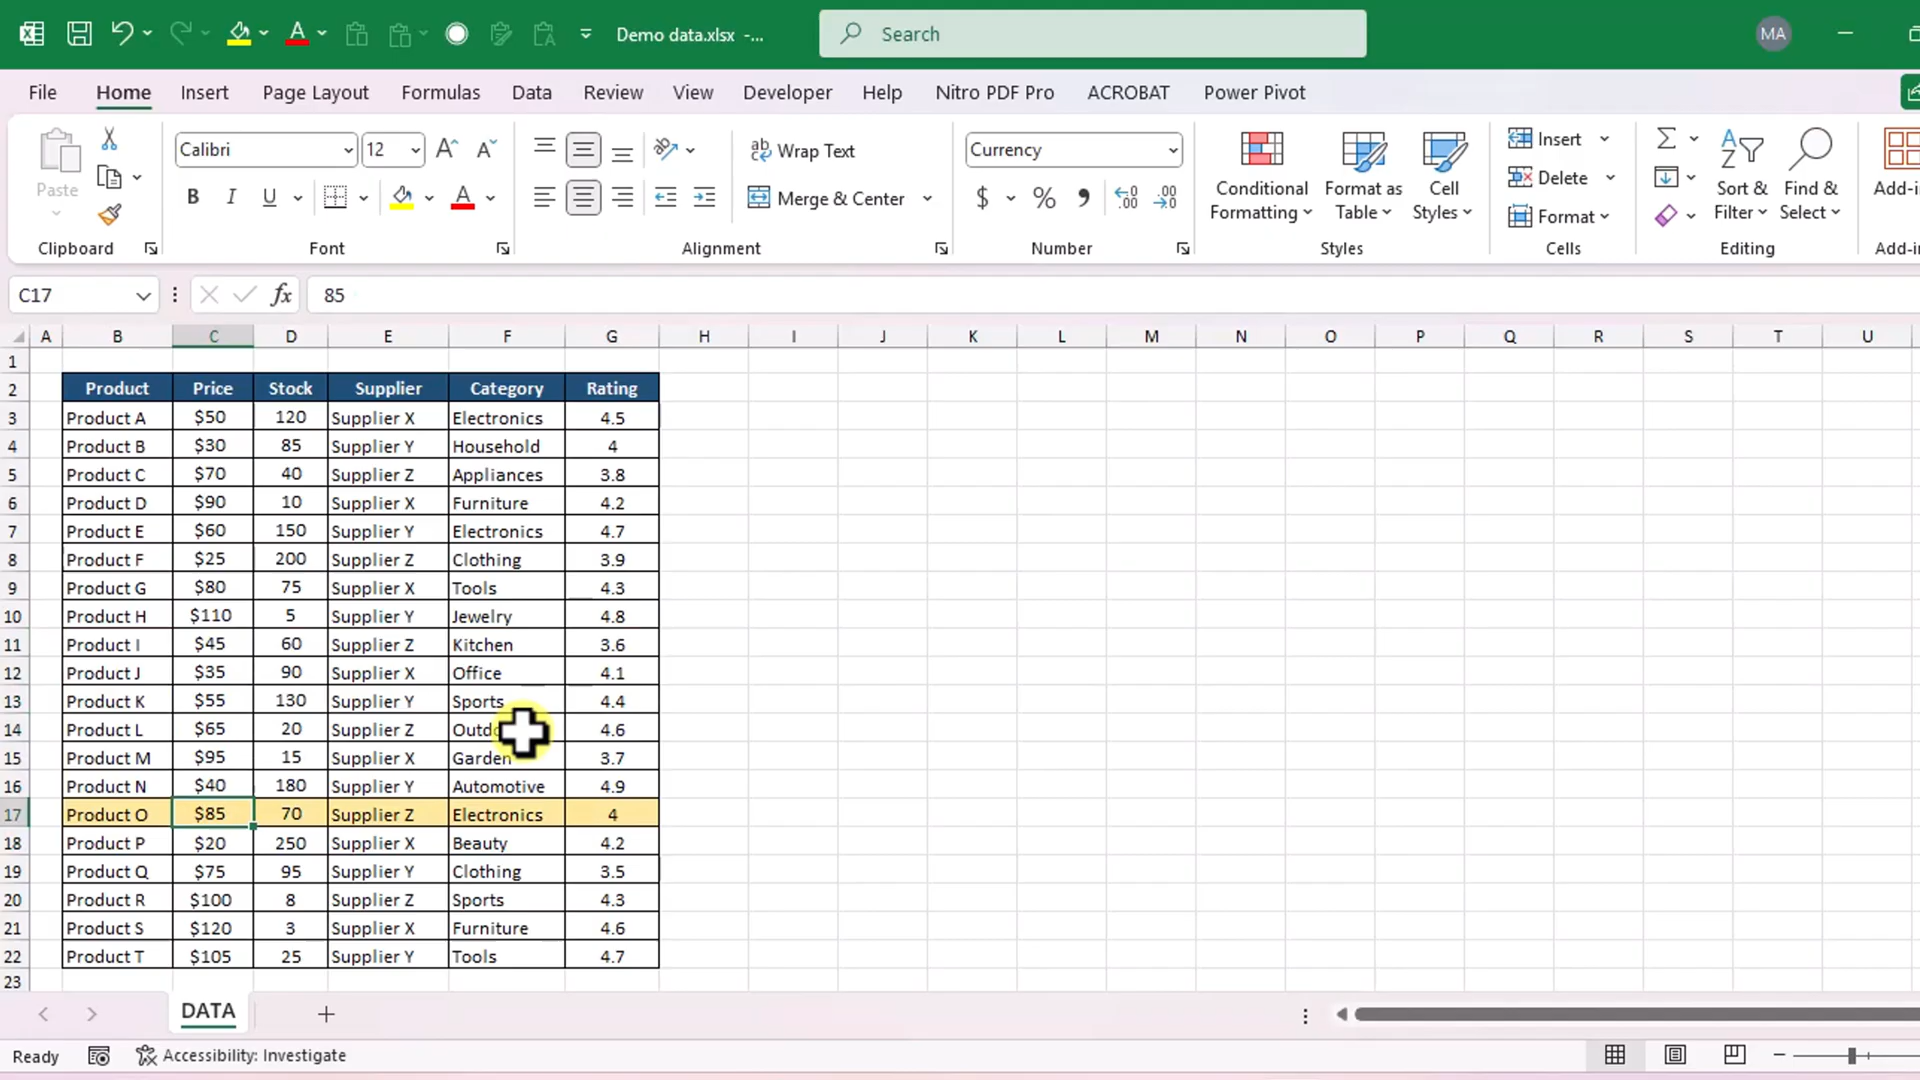 Demo data.xlsx -... Search MA
File Home Insert Page Layout Formulas Data Review View Developer Help Nitro PDF Pro ACROBAT Power Pivot
Paste
Clipboard
Calibri 12
B I U A
Font
Wrap Text
Merge & Center
Alignment
Currency
$ % 9
Number
Conditional Formatting
Format as Table
Cell Styles
Styles
Insert
Delete
Format
Cells
Sort & Filter
Find & Select
Editing
C17 fx 85
A B C D E F G H I J K L M N O P Q R S T U
1
2 Product Price Stock Supplier Category Rating
3 Product A $50 120 Supplier X Electronics 4.5
4 Product B $30 85 Supplier Y Household 4
5 Product C $70 40 Supplier Z Appliances 3.8
6 Product D $90 10 Supplier X Furniture 4.2
7 Product E $60 150 Supplier Y Electronics 4.7
8 Product F $25 200 Supplier Z Clothing 3.9
9 Product G $80 75 Supplier X Tools 4.3
10 Product H $110 5 Supplier Y Jewelry 4.8
11 Product I $45 60 Supplier Z Kitchen 3.6
12 Product J $35 90 Supplier X Office 4.1
13 Product K $55 130 Supplier Y Sports 4.4
14 Product L $65 20 Supplier Z 4.6
15 Product M $95 15 Supplier X Garden 3.7
16 Product N $40 180 Supplier Y Automotive 4.9
17 Product O $85 70 Supplier Z Electronics 4
18 Product P $20 250 Supplier X Beauty 4.2
19 Product Q $75 95 Supplier Y Clothing 3.5
20 Product R $100 8 Supplier Z Sports 4.3
21 Product S $120 3 Supplier X Furniture 4.6
22 Product T $105 25 Supplier Y Tools 4.7
23
DATA
Ready Accessibility: Investigate